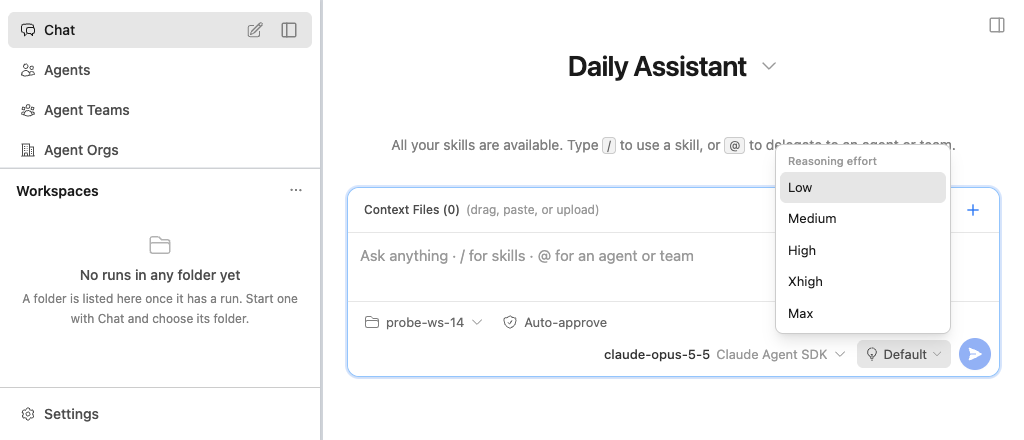 Chat
Agents
Agent Teams
Agent Orgs
Workspaces
No runs in any folder yet
A folder is listed here once it has a run. Start one
with Chat and choose its folder.
Settings
Daily Assistant
All your skills are available. Type / to use a skill, or @ to delegate to an agent or team.
Context Files (0) (drag, paste, or upload)
Ask anything · / for skills · @ for an agent or team
probe-ws-14
Auto-approve
claude-opus-5-5 Claude Agent SDK
Default
Reasoning effort
Low
Medium
High
Xhigh
Max